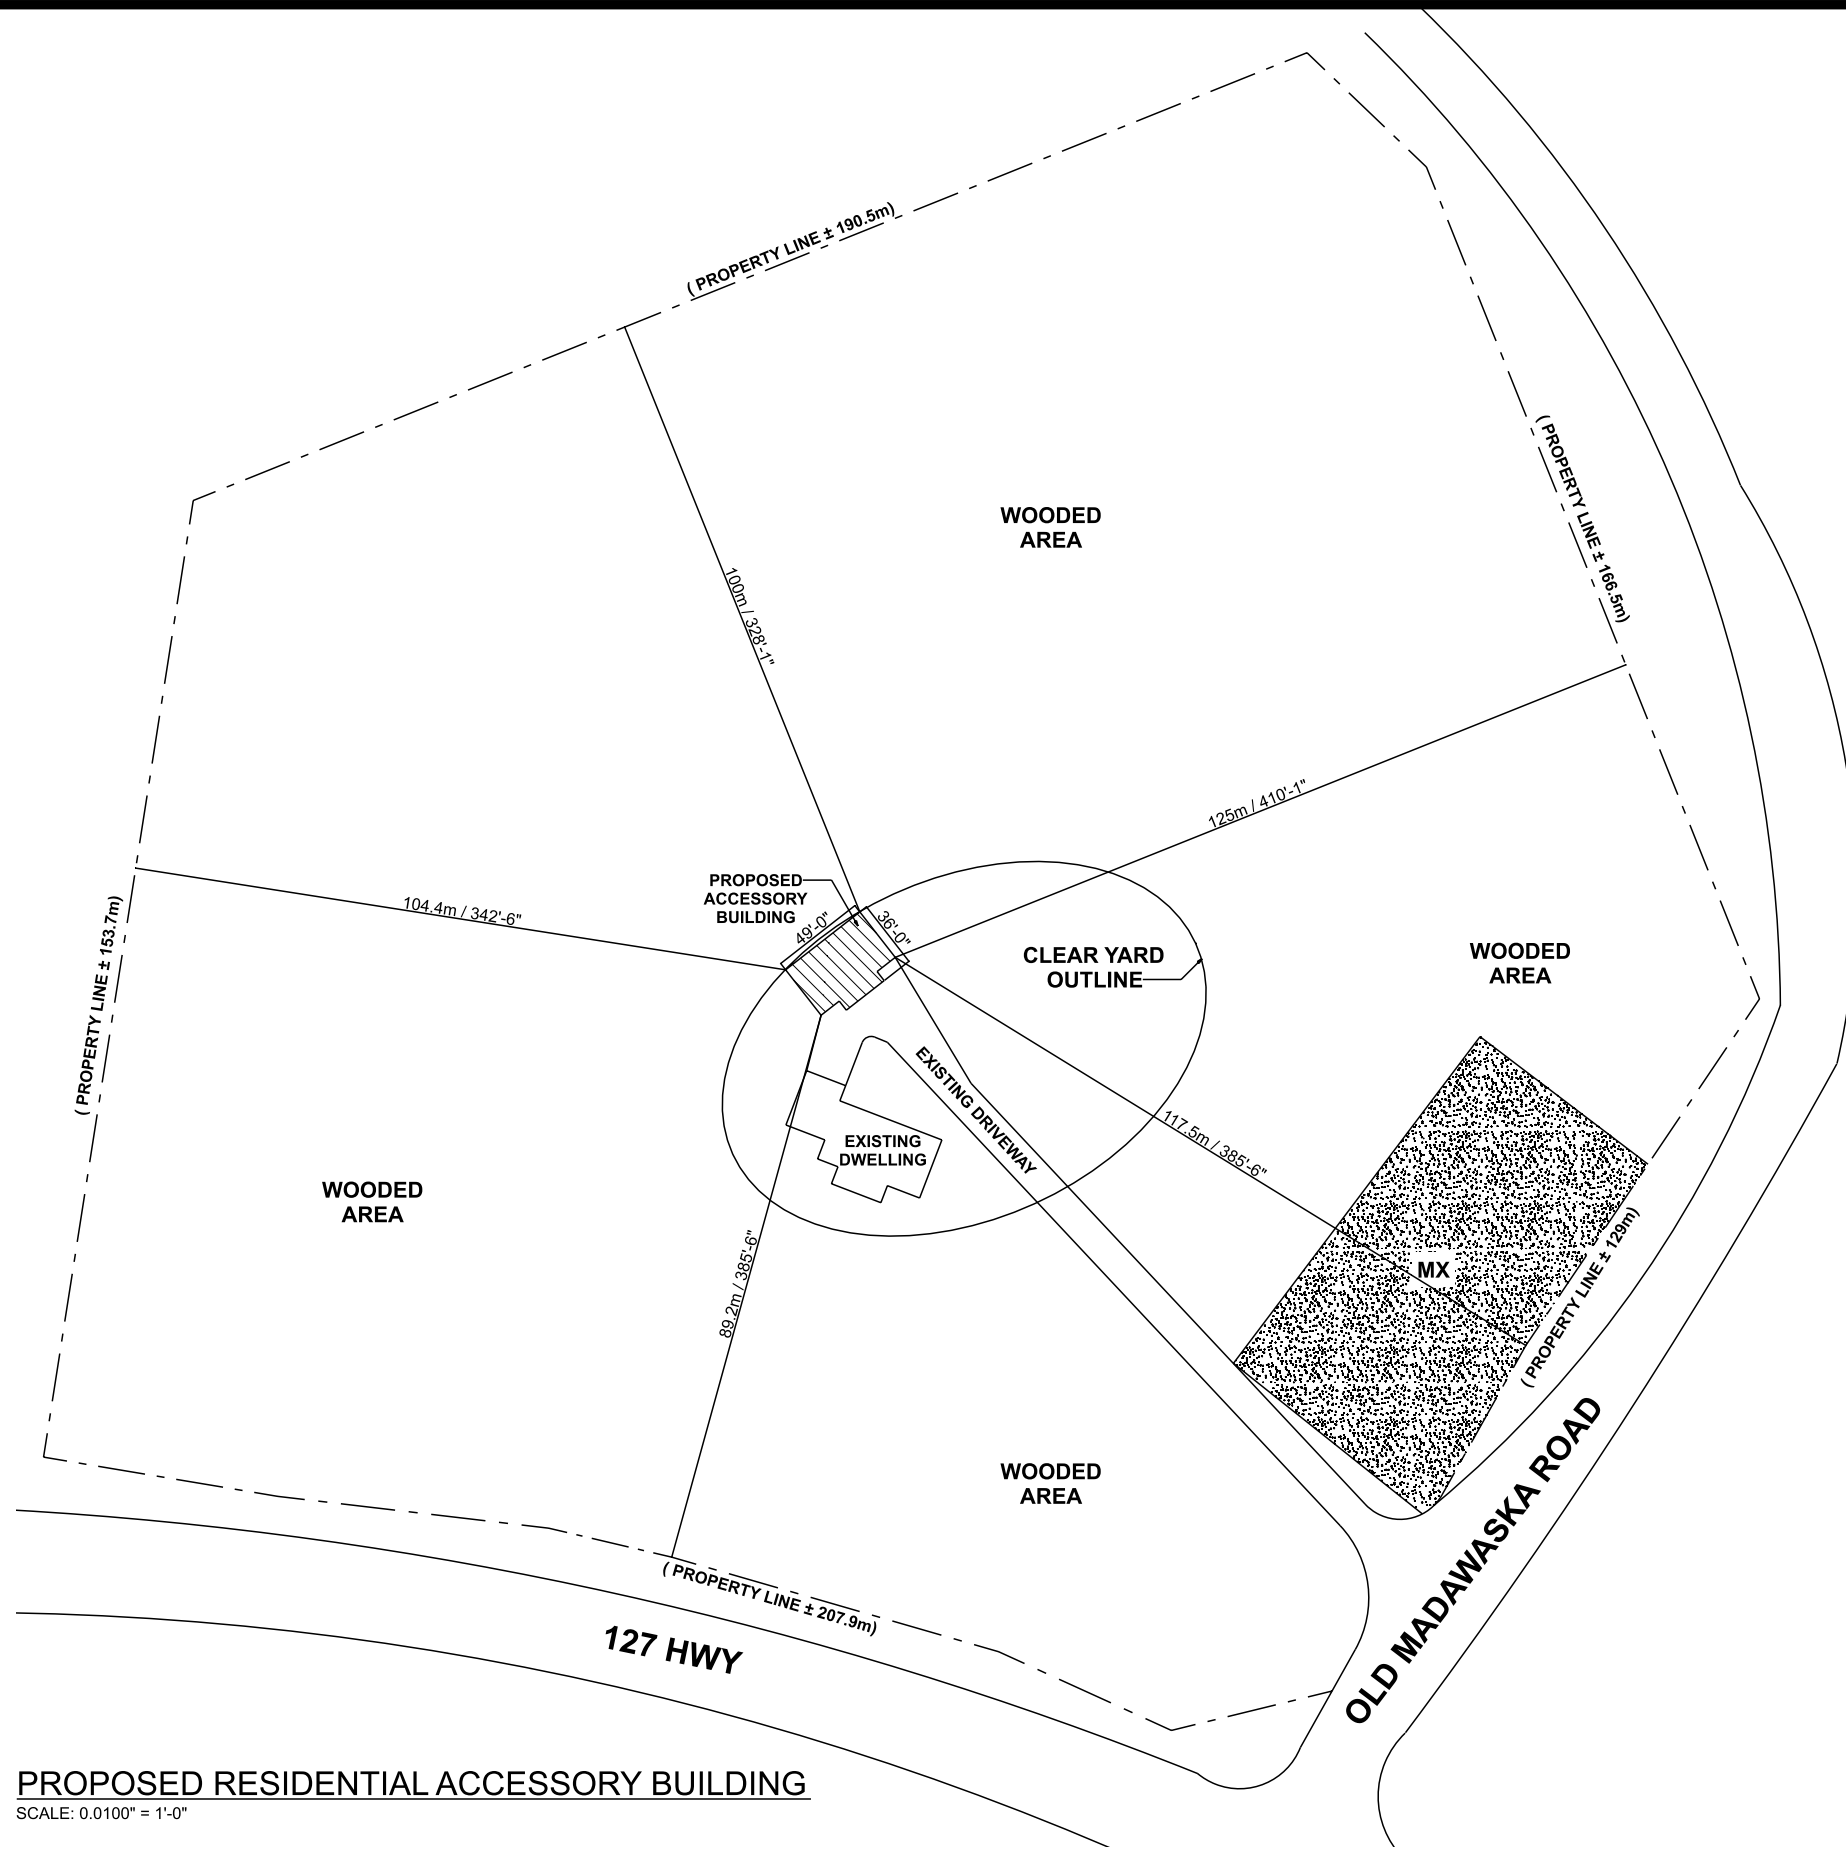 ( PROPERTY LINE ± 190.5m)
( PROPERTY LINE ± 166.5m)
WOODED
AREA
100m / 328'-1"
125m / 410'-1"
PROPOSED
ACCESSORY
BUILDING
104.4m / 342'-6"
49'-0"
36'-0"
CLEAR YARD
OUTLINE
WOODED
AREA
( PROPERTY LINE ± 153.7m)
EXISTING DRIVEWAY
EXISTING
DWELLING
117.5m / 385'-6"
WOODED
AREA
89.2m / 385'-6"
MX
( PROPERTY LINE ± 129m)
WOODED
AREA
( PROPERTY LINE ± 207.9m)
127 HWY
OLD MADAWASKA ROAD
PROPOSED RESIDENTIAL ACCESSORY BUILDING
SCALE: 0.0100" = 1'-0"